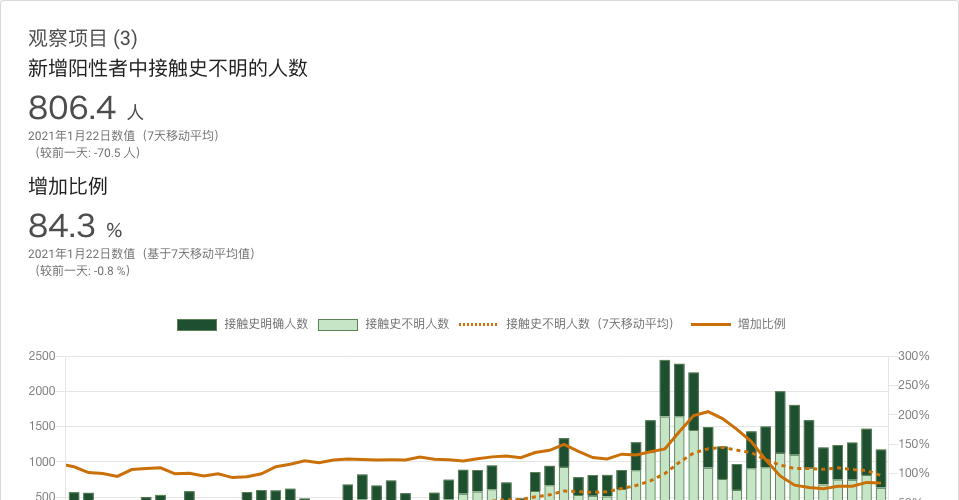 观察项目 (3)
新增阳性者中接触史不明的人数
806.4 人
2021年1月22日数值（7天移动平均）
（较前一天: -70.5 人）
增加比例
84.3 %
2021年1月22日数值（基于7天移动平均值）
（较前一天: -0.8 %）
接触史明确人数 接触史不明人数 接触史不明人数（7天移动平均） 增加比例
2500 300%
250%
2000
200%
1500
150%
1000
100%
500